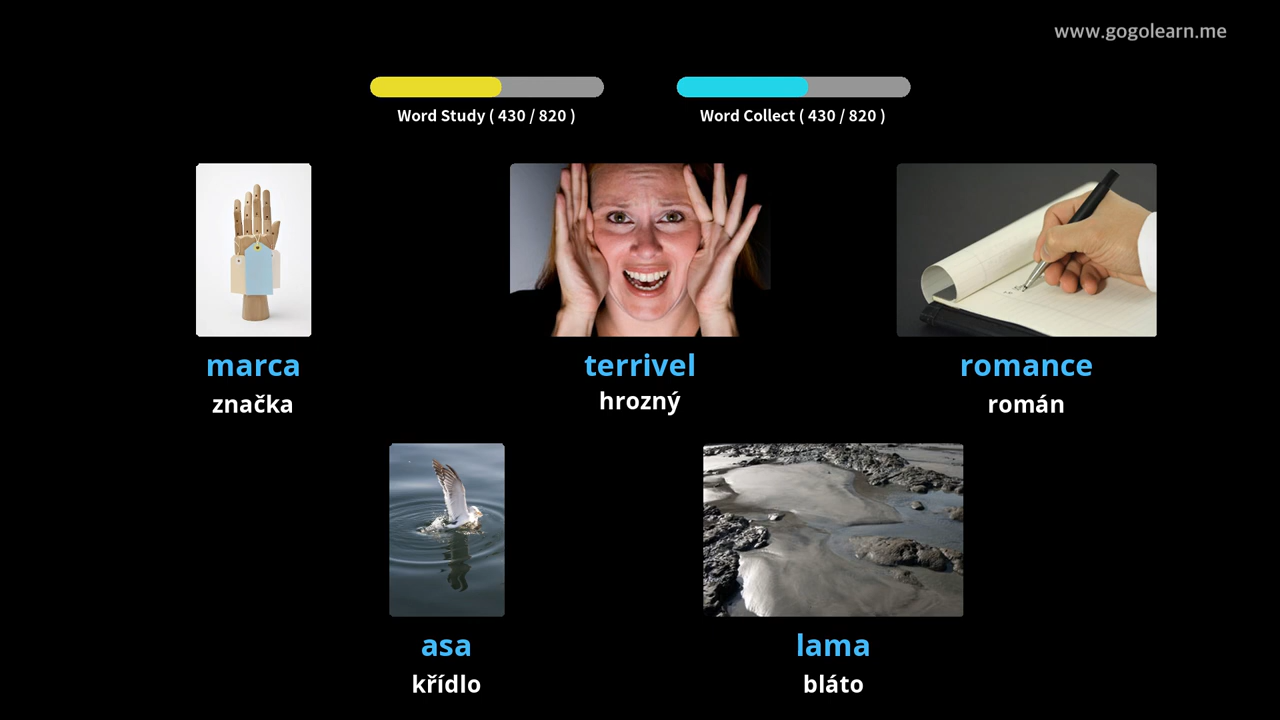 www.gogolearn.me
Word Study ( 430 / 820 )
Word Collect ( 430 / 820 )
marca
značka
terrivel
hrozný
romance
román
asa
křídlo
lama
bláto